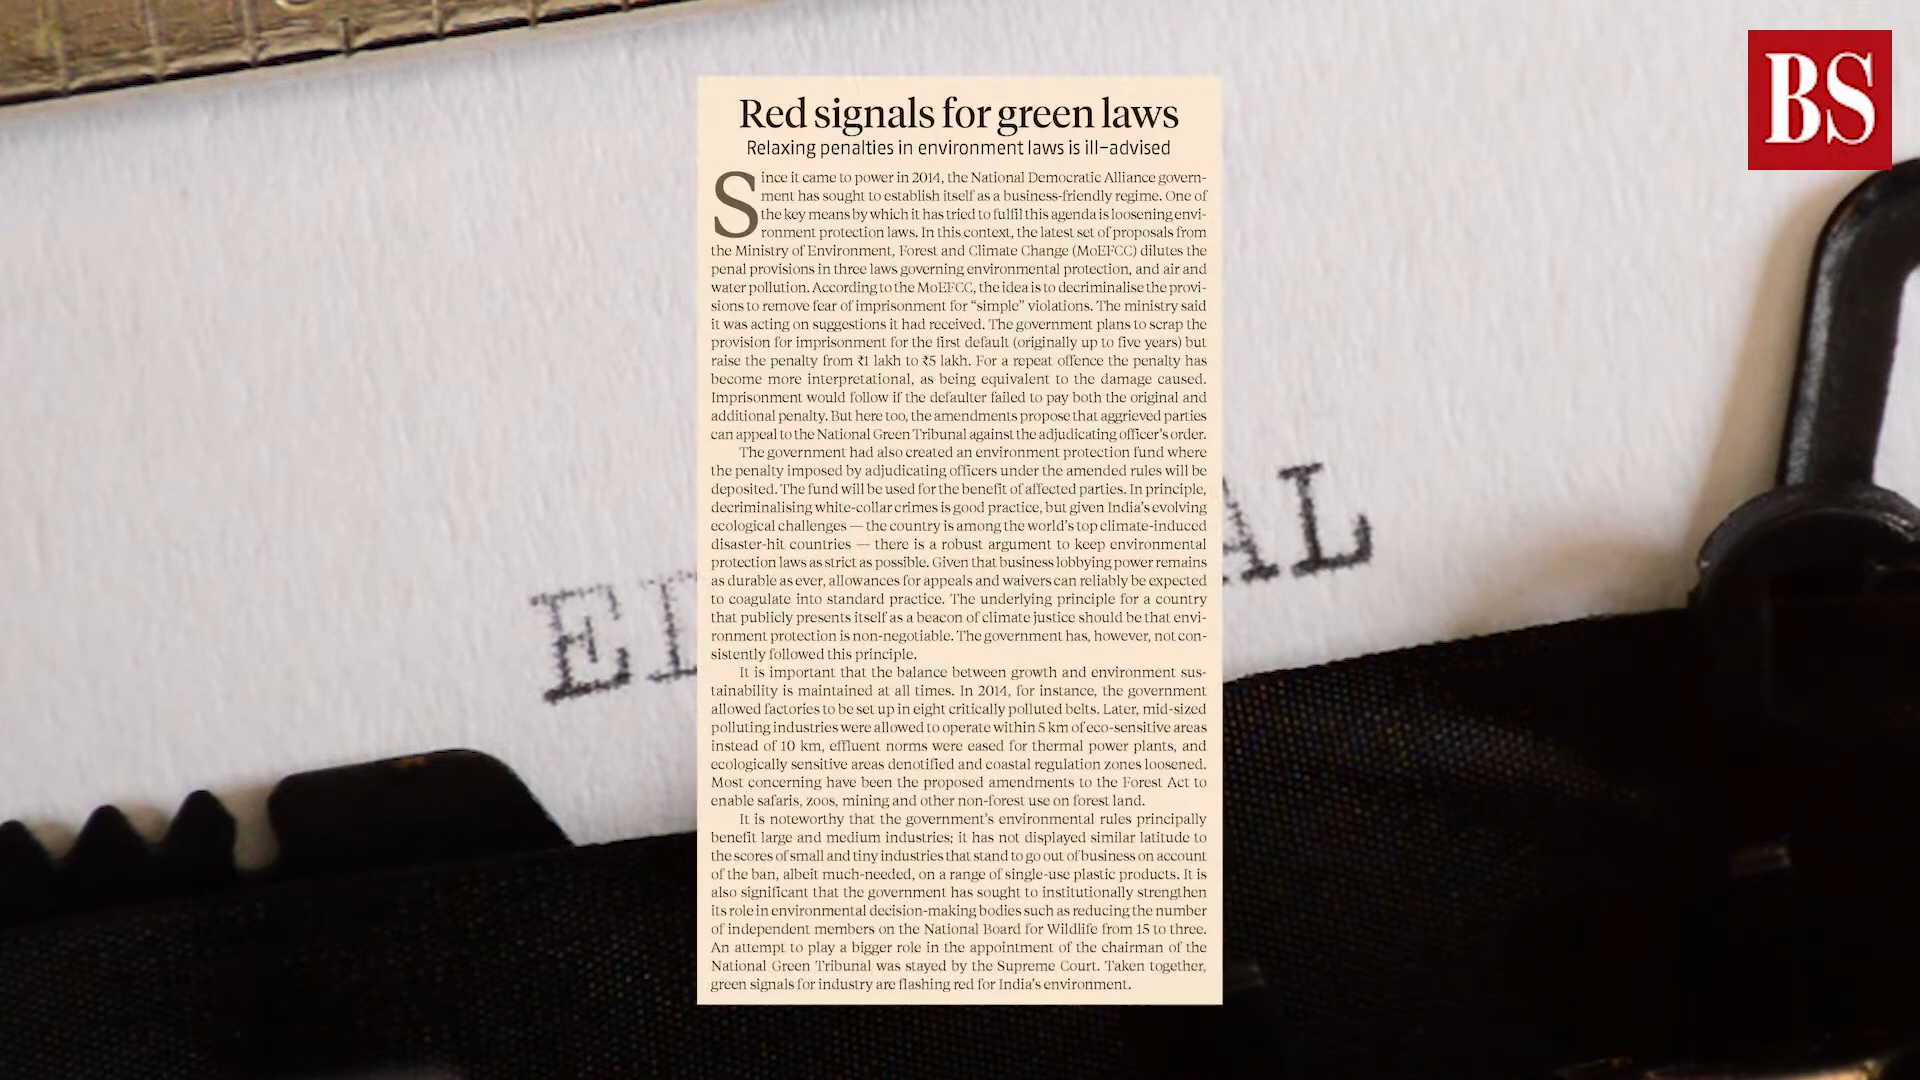 BS
Red signals for green laws
Relaxing penalties in environment laws is ill-advised
Since it came to power in 2014, the National Democratic Alliance govern-
ment has sought to establish itself as a business-friendly regime. One of
the key means by which it has tried to fulfil this agenda is loosening envi-
ronment protection laws. In this context, the latest set of proposals from
the Ministry of Environment, Forest and Climate Change (MoEFCC) dilutes the
penal provisions in three laws governing environmental protection, and air and
water pollution. According to the MoEFCC, the idea is to decriminalise the provi-
sions to remove fear of imprisonment for “simple” violations. The ministry said
it was acting on suggestions it had received. The government plans to scrap the
provision for imprisonment for the first default (originally up to five years) but
raise the penalty from ₹1 lakh to ₹5 lakh. For a repeat offence the penalty has
become more interpretational, as being equivalent to the damage caused.
Imprisonment would follow if the defaulter failed to pay both the original and
additional penalty. But here too, the amendments propose that aggrieved parties
can appeal to the National Green Tribunal against the adjudicating officer's order.
The government had also created an environment protection fund where
the penalty imposed by adjudicating officers under the amended rules will be
deposited. The fund will be used for the benefit of affected parties. In principle,
decriminalising white-collar crimes is good practice, but given India's evolving
ecological challenges — the country is among the world's top climate-induced
disaster-hit countries — there is a robust argument to keep environmental
protection laws as strict as possible. Given that business lobbying power remains
as durable as ever, allowances for appeals and waivers can reliably be expected
to coagulate into standard practice. The underlying principle for a country
that publicly presents itself as a beacon of climate justice should be that envi-
ronment protection is non-negotiable. The government has, however, not con-
sistently followed this principle.
It is important that the balance between growth and environment sus-
tainability is maintained at all times. In 2014, for instance, the government
allowed factories to be set up in eight critically polluted belts. Later, mid-sized
polluting industries were allowed to operate within 5 km of eco-sensitive areas
instead of 10 km, effluent norms were eased for thermal power plants, and
ecologically sensitive areas denotified and coastal regulation zones loosened.
Most concerning have been the proposed amendments to the Forest Act to
enable safaris, zoos, mining and other non-forest use on forest land.
It is noteworthy that the government's environmental rules principally
benefit large and medium industries; it has not displayed similar latitude to
the scores of small and tiny industries that stand to go out of business on account
of the ban, albeit much-needed, on a range of single-use plastic products. It is
also significant that the government has sought to institutionally strengthen
its role in environmental decision-making bodies such as reducing the number
of independent members on the National Board for Wildlife from 15 to three.
An attempt to play a bigger role in the appointment of the chairman of the
National Green Tribunal was stayed by the Supreme Court. Taken together,
green signals for industry are flashing red for India's environment.